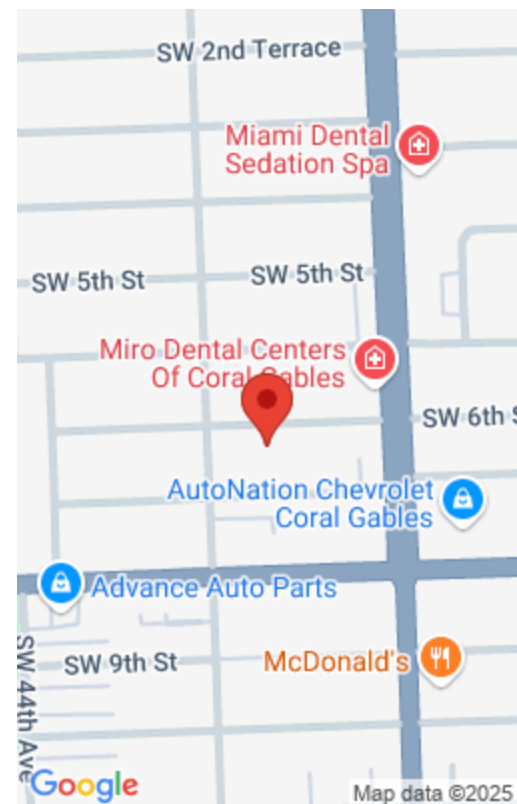 SW 2nd Terrace
Miami Dental
Sedation Spa
SW 5th St
SW 5th St
Miro Dental Centers
Of Coral Gables
SW 6th S
AutoNation Chevrolet
Coral Gables
Advance Auto Parts
SW 9th St
McDonald's
SW 44th Ave
Google
Map data ©2025